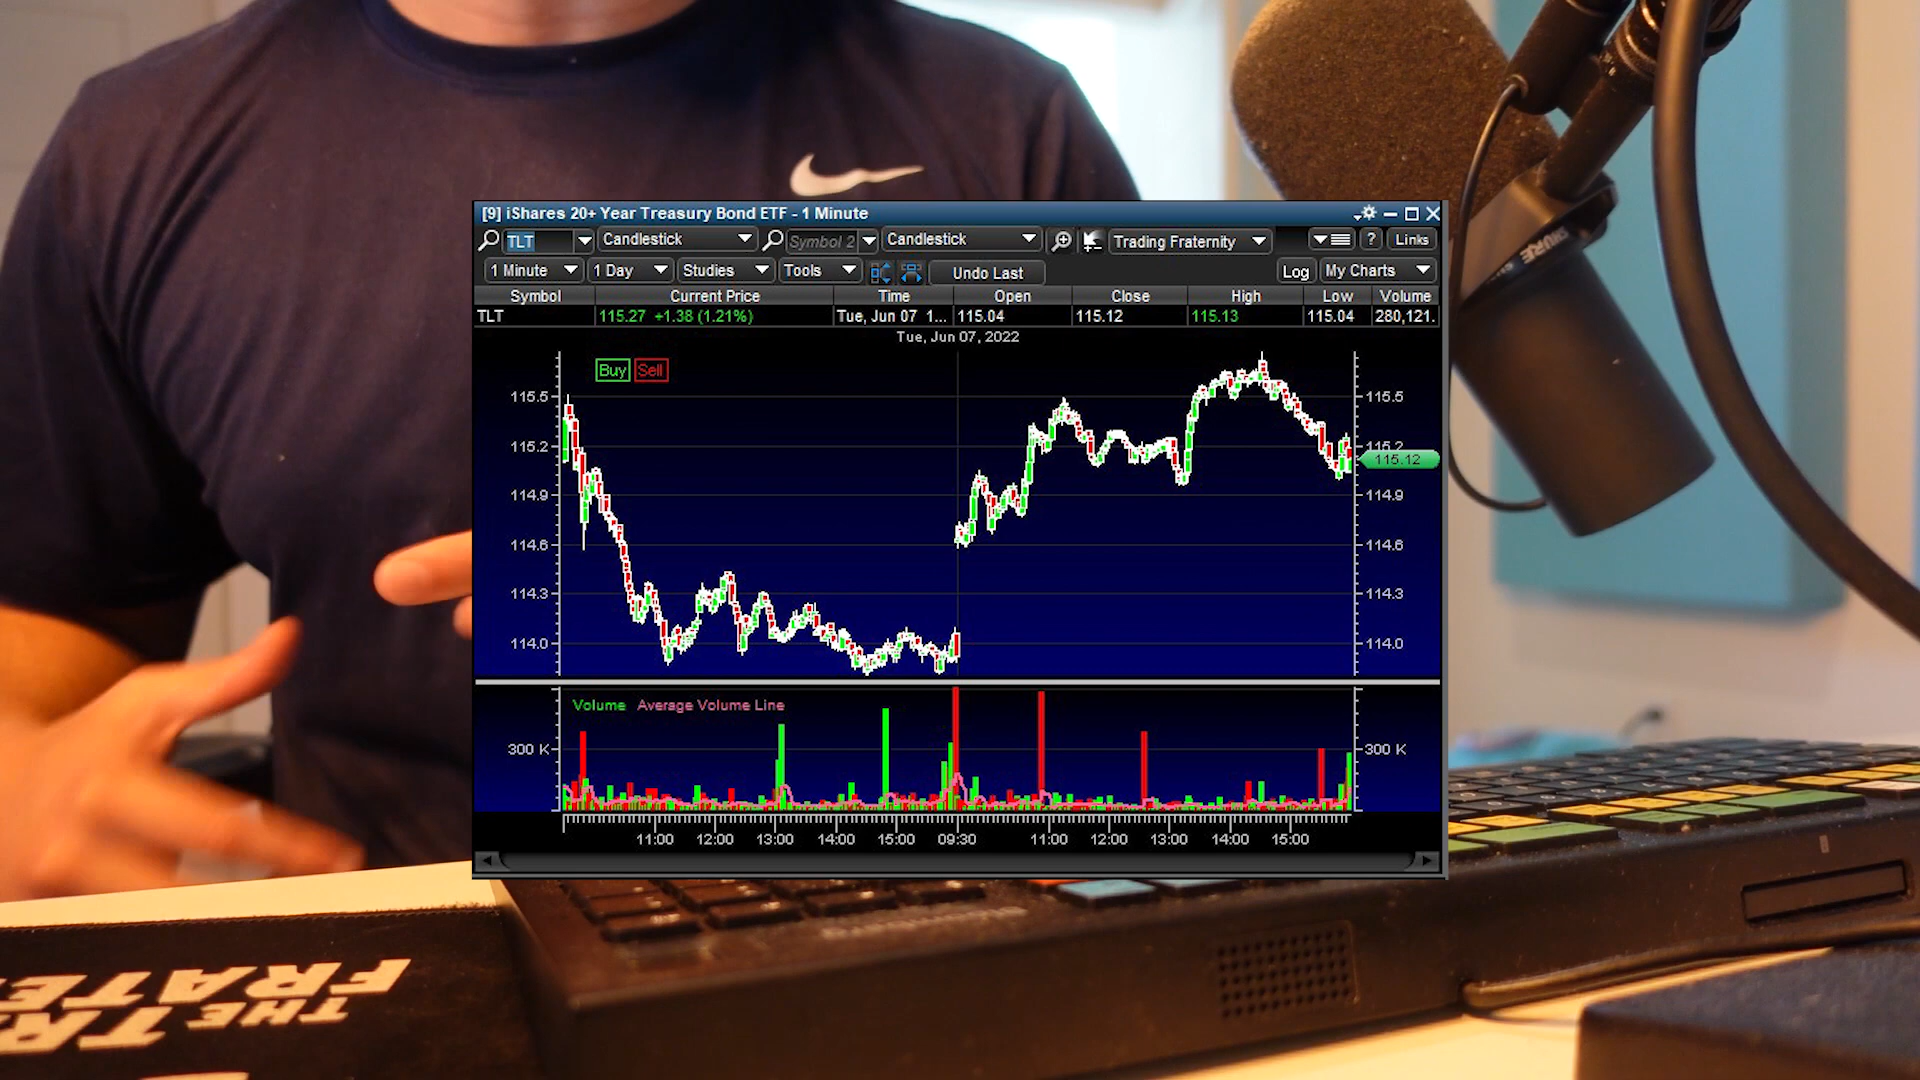 [9] iShares 20+ Year Treasury Bond ETF - 1 Minute
TLT Candlestick Symbol 2 Candlestick Trading Fraternity ? Links
1 Minute 1 Day Studies Tools Undo Last Log My Charts
Symbol Current Price Time Open Close High Low Volume
TLT 115.27 +1.38 (1.21%) Tue, Jun 07 1... 115.04 115.12 115.13 115.04 280,121.
Tue, Jun 07, 2022
Buy Sell
115.5 115.5
115.2 115.2
115.12
114.9 114.9
114.6 114.6
114.3 114.3
114.0 114.0
Volume Average Volume Line
300 K 300 K
11:00 12:00 13:00 14:00 15:00 09:30 11:00 12:00 13:00 14:00 15:00
SHURE
THE
FRATE